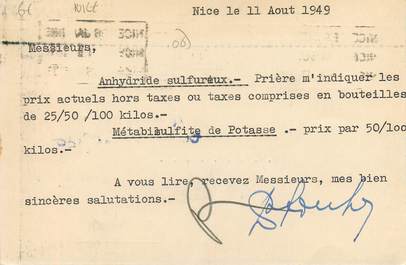 NICE
Nice le 11 Aout 1949
Messieurs,
Anhydride sulfureux.- Prière m'indiquer les
prix actuels hors taxes ou taxes comprises en bouteilles
de 25/50 /100 kilos.-
Métabisulfite de Potasse .- prix par 50/100
kilos.-
A vous lire, recevez Messieurs, mes bien
sincères salutations.-